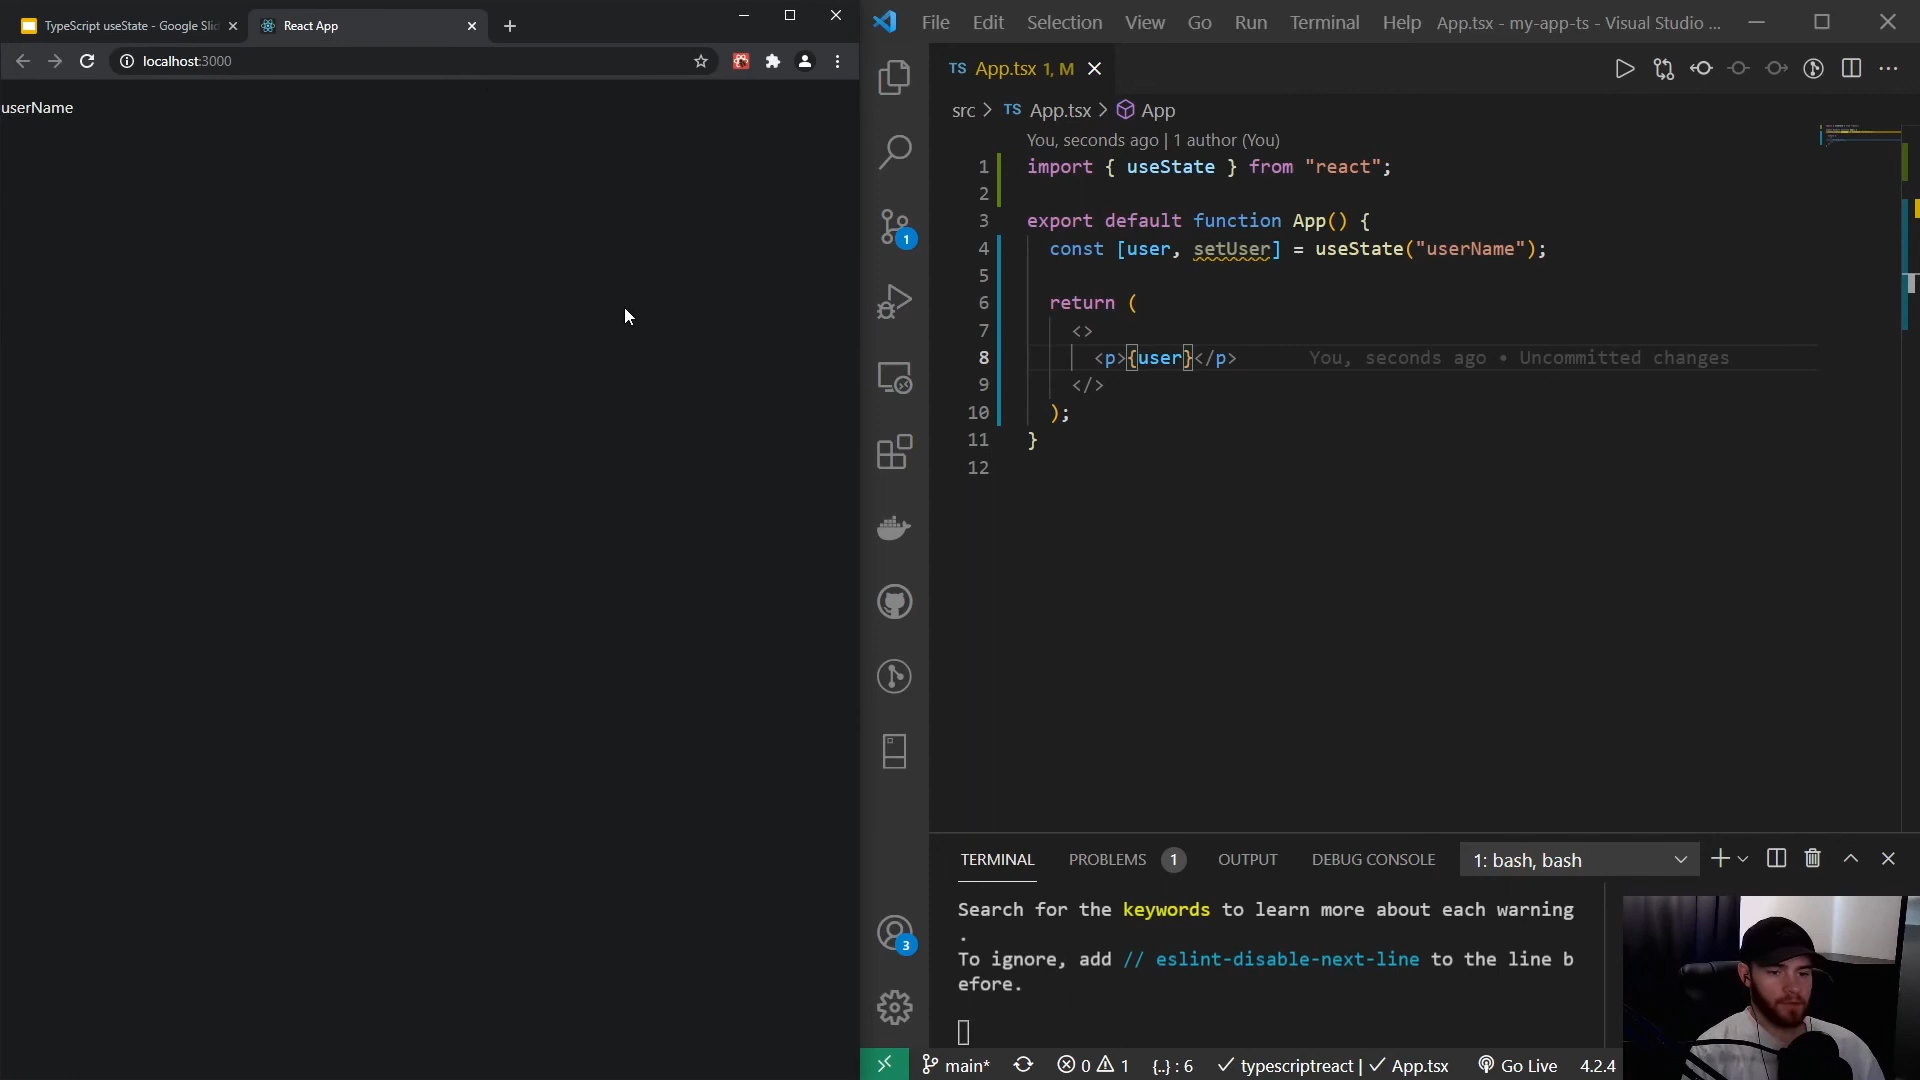 TypeScript useState - Google Slid
React App
localhost:3000
userName
File Edit Selection View Go Run Terminal Help App.tsx - my-app-ts - Visual Studio ...
TS App.tsx 1, M
src > TS App.tsx > App
You, seconds ago | 1 author (You)
1 import { useState } from "react";
2
3 export default function App() {
4 const [user, setUser] = useState("userName");
5
6 return (
7 <>
8 <p>{user}</p> You, seconds ago • Uncommitted changes
9 </>
10 );
11 }
12
1
TERMINAL PROBLEMS 1 OUTPUT DEBUG CONSOLE 1: bash, bash
Search for the keywords to learn more about each warning
.
To ignore, add // eslint-disable-next-line to the line b
efore.
3
main* 0 1 {..} : 6 ✓ typescriptreact | ✓ App.tsx Go Live 4.2.4